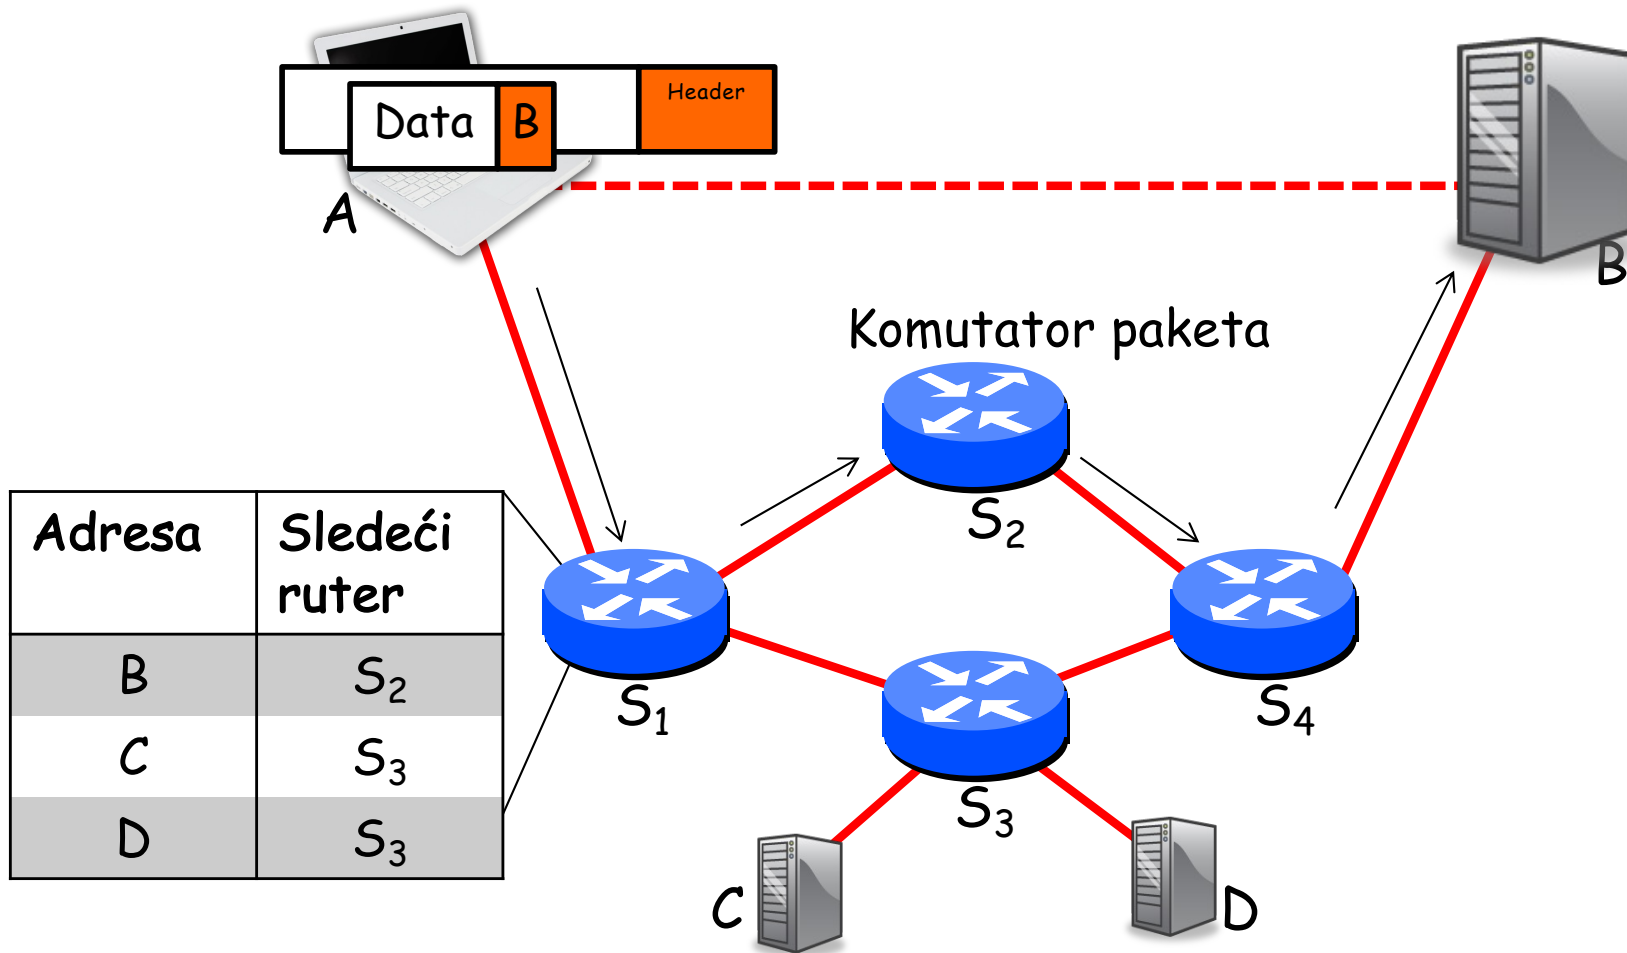 Header
Data B
A
B
Komutator paketa
S₂
Adresa Sledeći ruter
B S₂
C S₃
D S₃
S₁
S₄
S₃
C
D